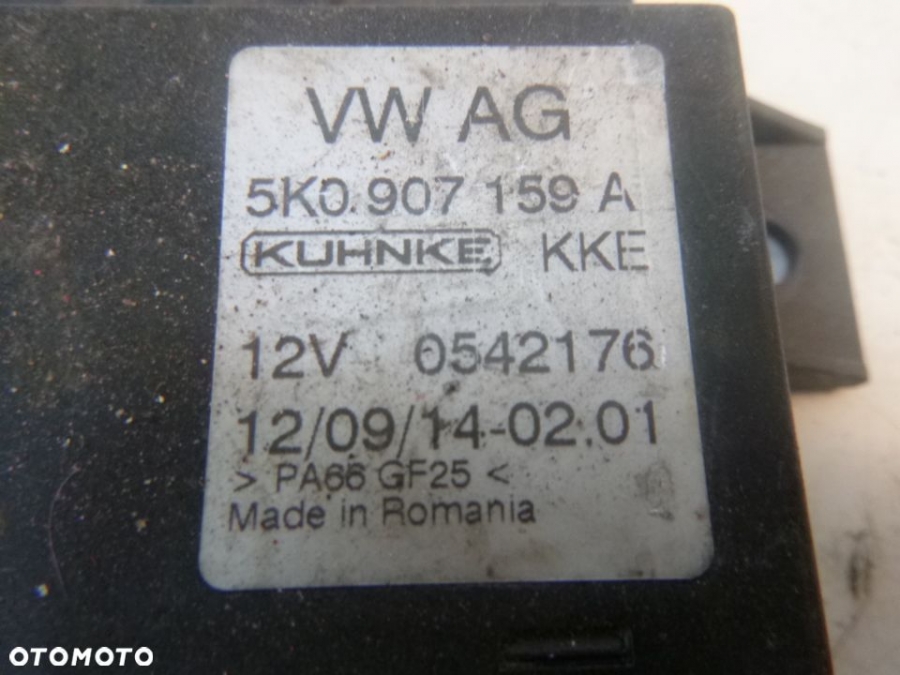 VW AG
5K0.907 159 A
KUHNKE KKE
12V 0542176
12/09/14-02.01
> PA66 GF25 <
Made in Romania
OTOMOTO